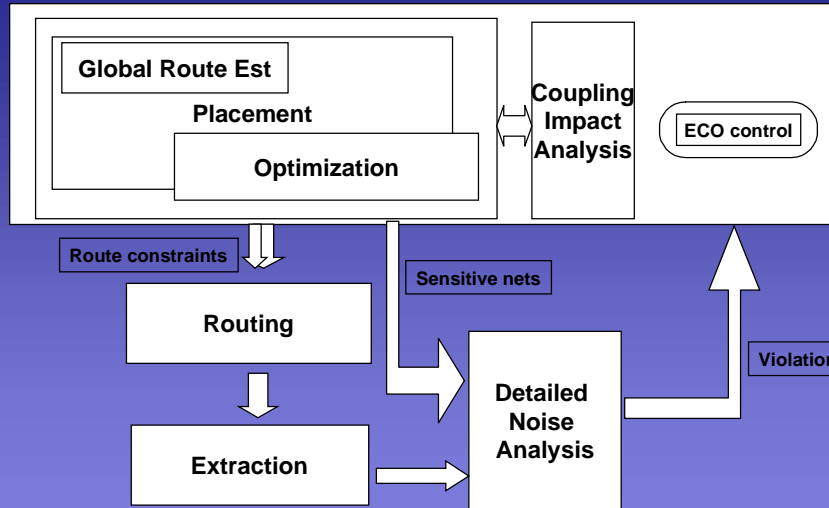 Global Route Est
Placement
Optimization
Coupling
Impact
Analysis
ECO control
Route constraints
Sensitive nets
Routing
Violation
Detailed
Noise
Analysis
Extraction